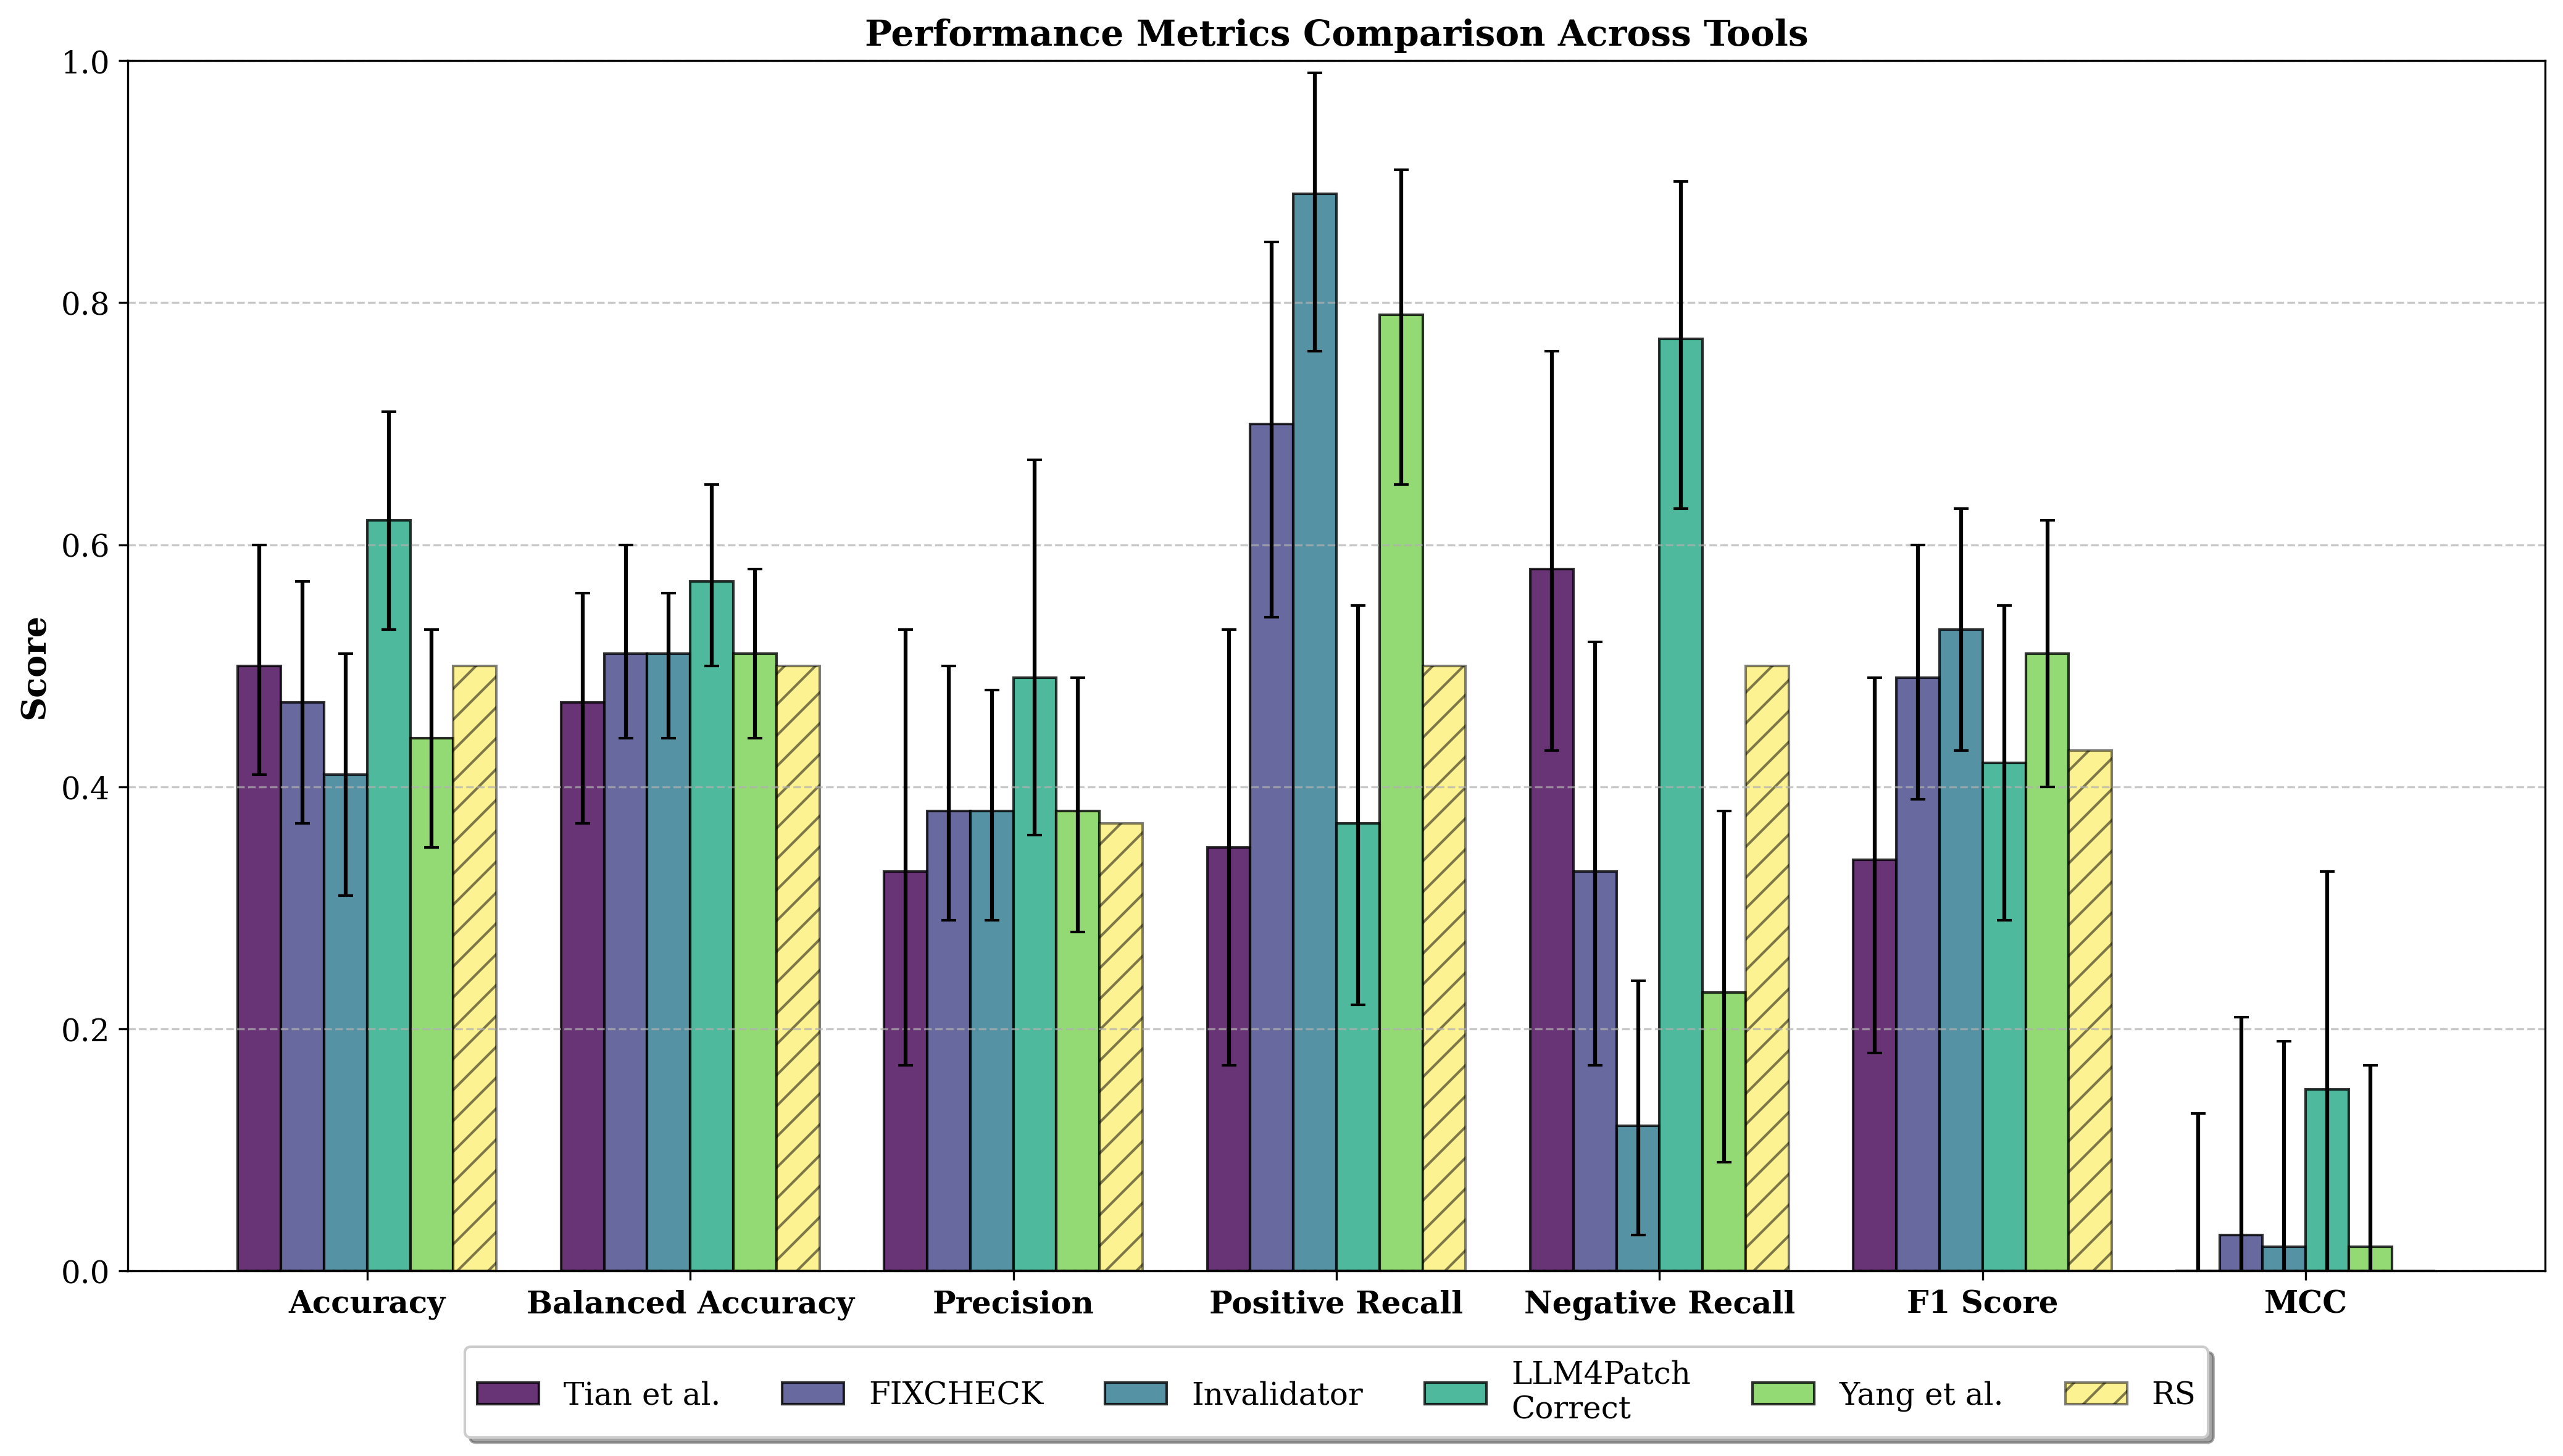 Performance Metrics Comparison Across Tools
Score
1.0
0.8
0.6
0.4
0.2
0.0
Accuracy Balanced Accuracy Precision Positive Recall Negative Recall F1 Score MCC
Tian et al. FIXCHECK Invalidator LLM4Patch
Correct Yang et al. RS